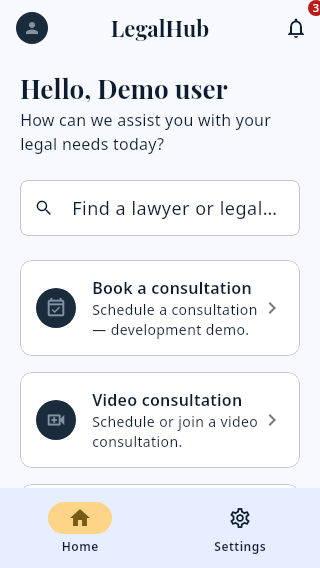 3
LegalHub
Hello, Demo user
How can we assist you with your
legal needs today?
Find a lawyer or legal...
Book a consultation
Schedule a consultation
— development demo.
Video consultation
Schedule or join a video
consultation.
Home
Settings